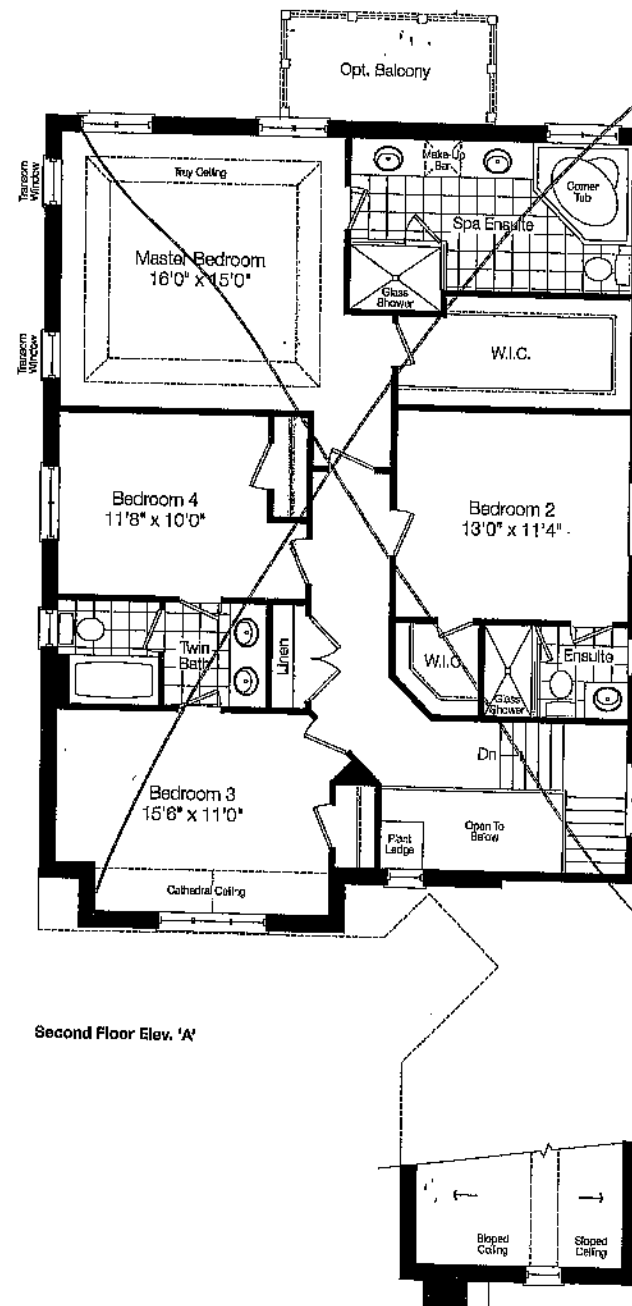 Opt. Balcony
Transom
Window
Tray Ceiling
Make-Up
Bar
Corner
Tub
Spa Ensuite
Master Bedroom
16'0" x 15'0"
Glass
Shower
Transom
Window
W.I.C.
Bedroom 4
11'8" x 10'0"
Bedroom 2
13'0" x 11'4"
Twin
Bath
Linen
W.I.C
Ensuite
Glass
Shower
Dn
Bedroom 3
15'6" x 11'0"
Plant
Ledge
Open To
Below
Cathedral Ceiling
Second Floor Elev. 'A'
Sloped
Ceiling
Sloped
Ceiling